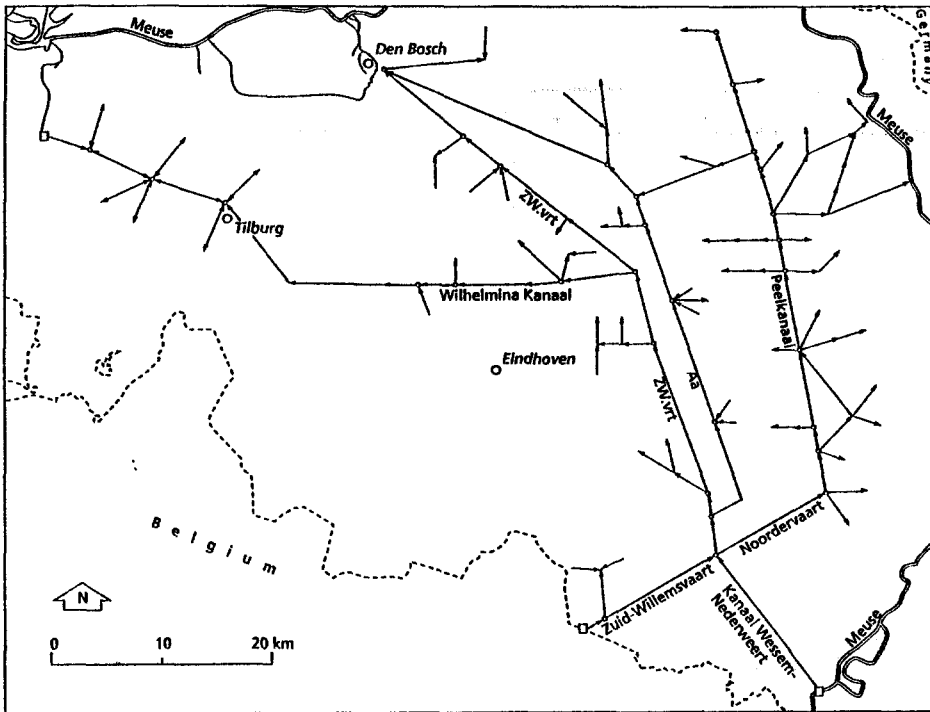 Meuse
Den Bosch
Germany
Meuse
Tilburg
ZW.vrt
Wilhelmina Kanaal
Peelkanaal
Eindhoven
ZW.vrt
Aa
Belgium
Noordervaart
Zuid-Willemsvaart
Kanaal Wessem-
Nederweert
Meuse
N
0 10 20 km